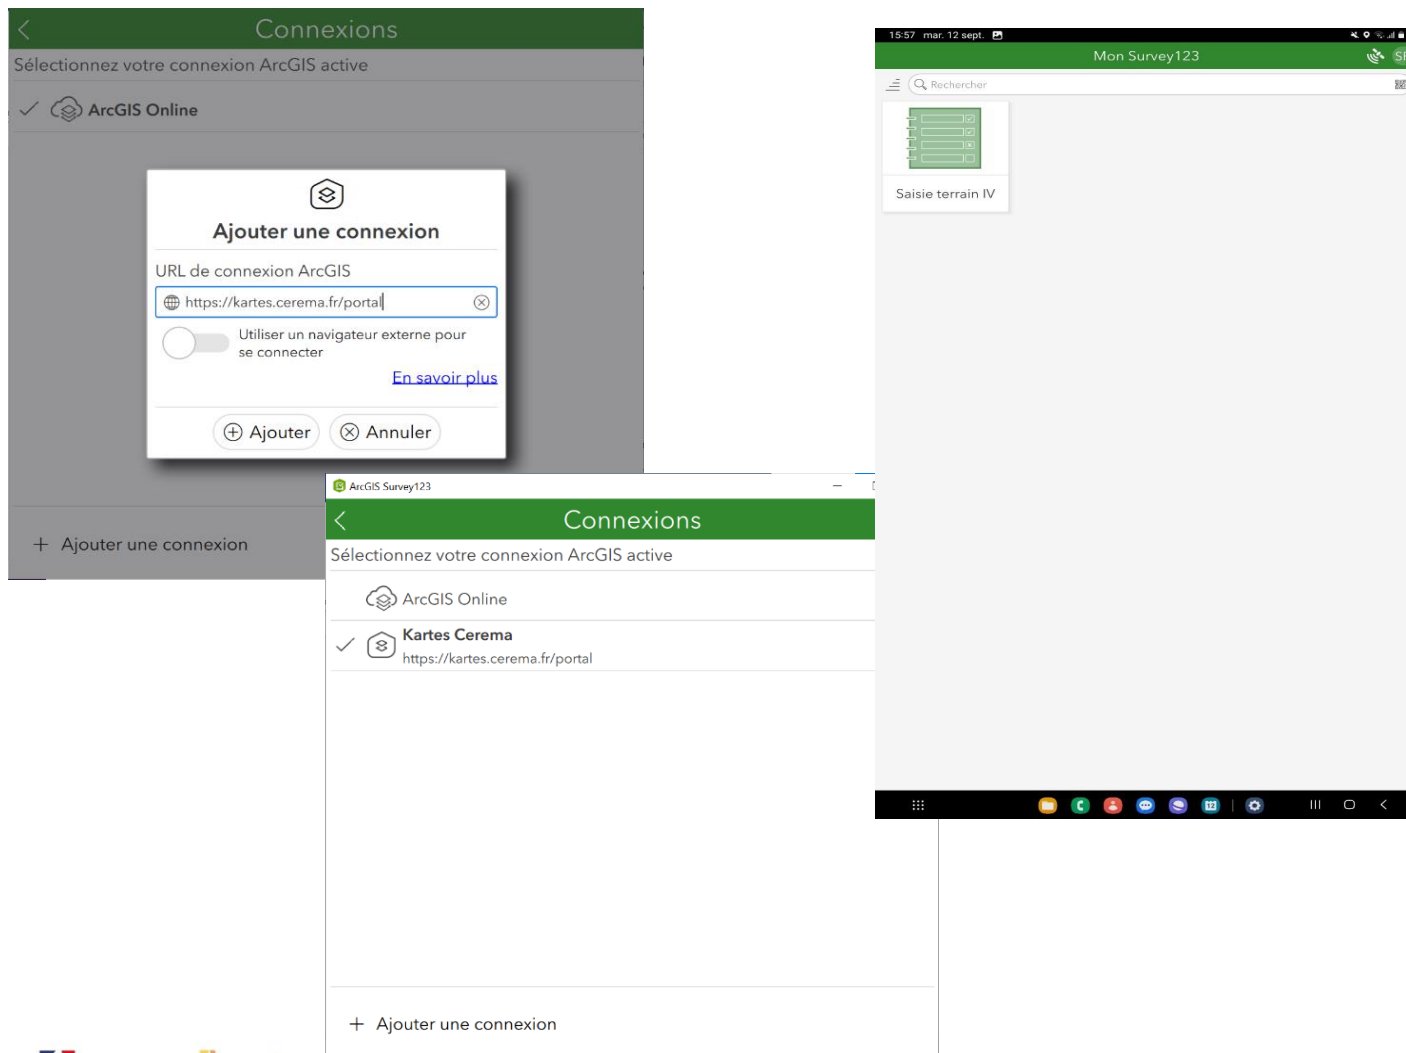 Connexions
Sélectionnez votre connexion ArcGIS active
ArcGIS Online
Ajouter une connexion
URL de connexion ArcGIS
https://kartes.cerema.fr/portal
Utiliser un navigateur externe pour
se connecter
En savoir plus
Ajouter
Annuler
Ajouter une connexion
ArcGIS Survey123
Connexions
Sélectionnez votre connexion ArcGIS active
ArcGIS Online
Kartes Cerema
https://kartes.cerema.fr/portal
Ajouter une connexion
15:57 mar. 12 sept.
Mon Survey123
Rechercher
Saisie terrain IV
12